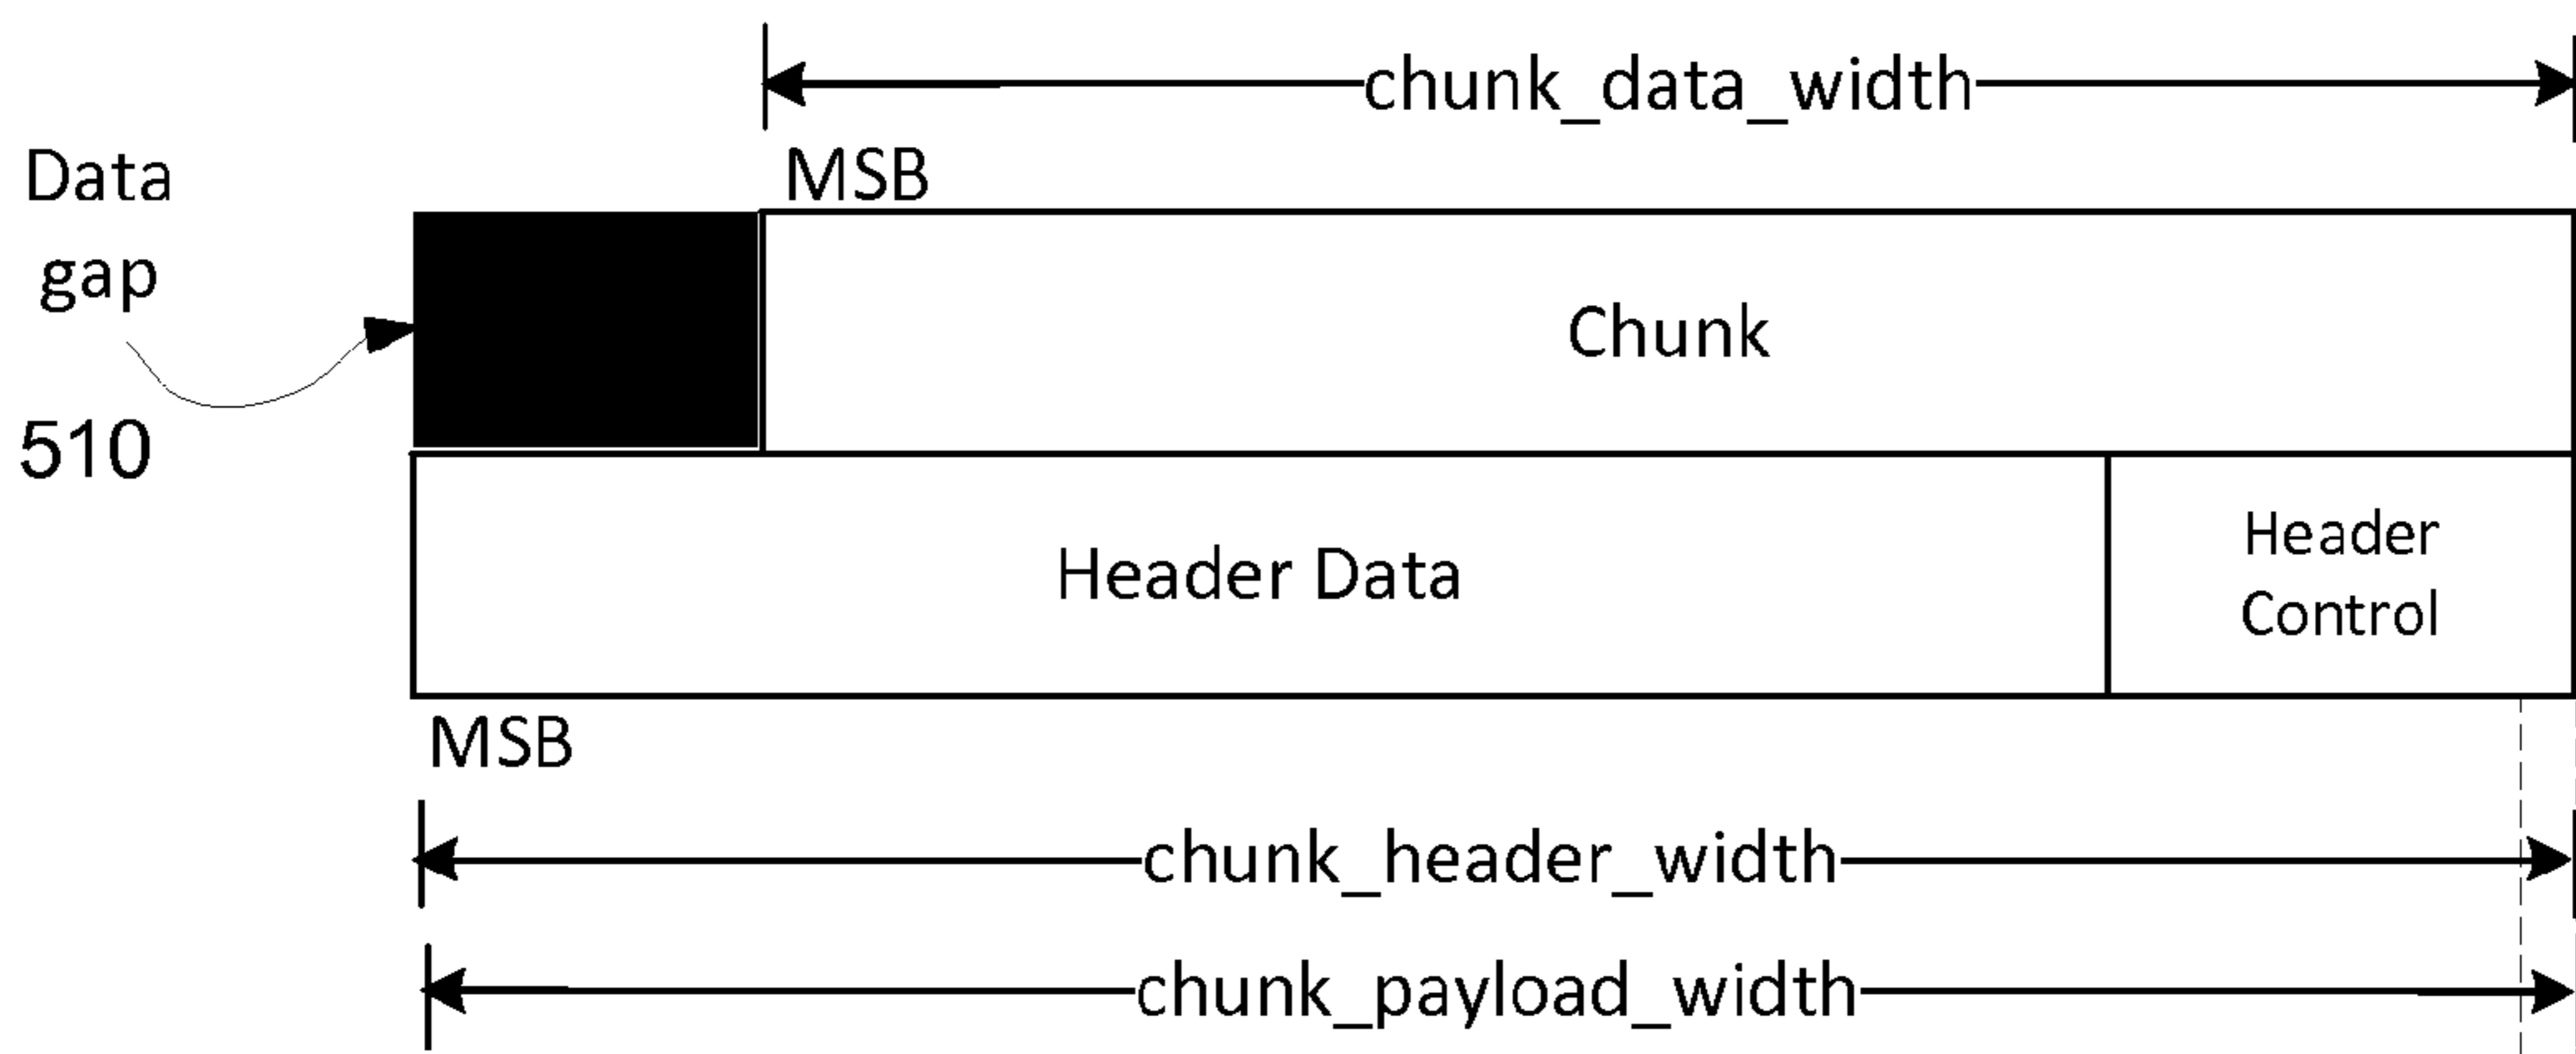 chunk_data_width
Data
gap
510
MSB
Chunk
Header Data
Header
Control
MSB
chunk_header_width
chunk_payload_width